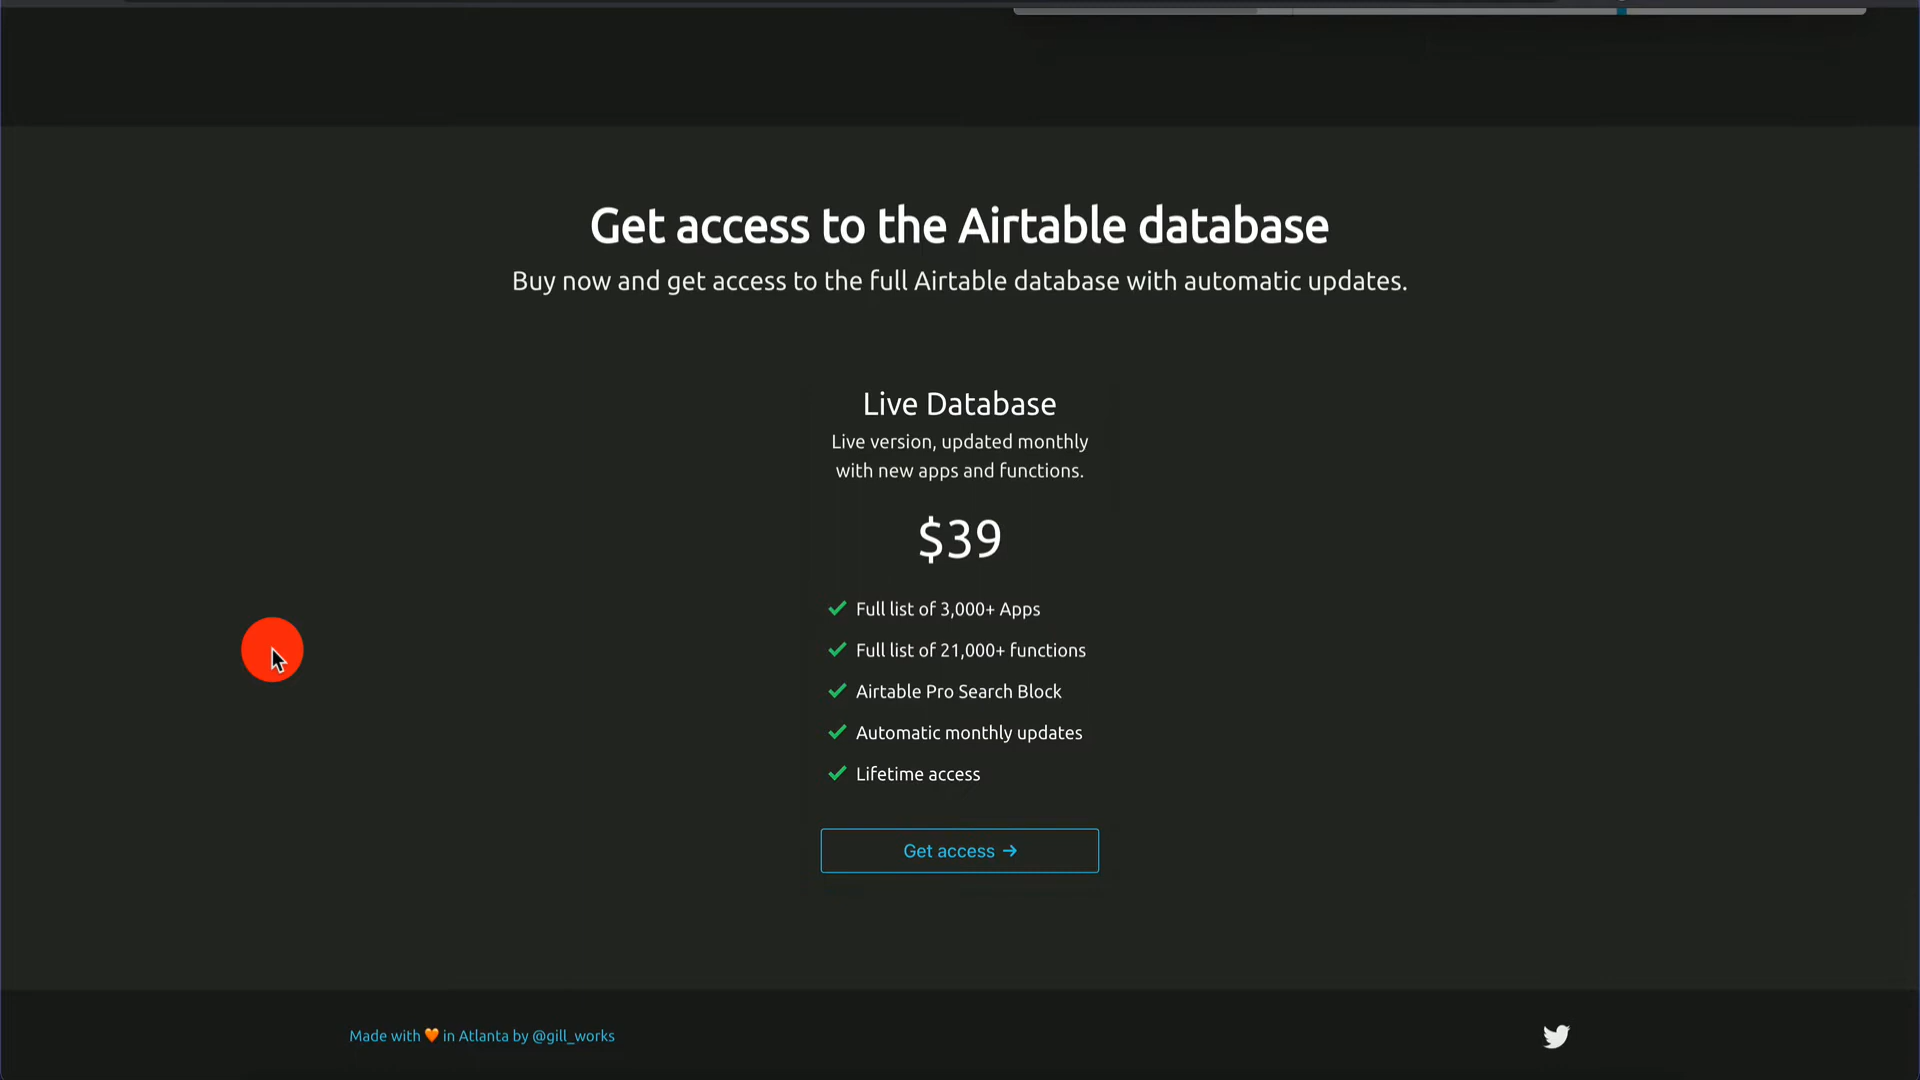 Get access to the Airtable database
Buy now and get access to the full Airtable database with automatic updates.
Live Database
Live version, updated monthly
with new apps and functions.
$39
Full list of 3,000+ Apps
Full list of 21,000+ functions
Airtable Pro Search Block
Automatic monthly updates
Lifetime access
Get access →
Made with 🧡 in Atlanta by @gill_works